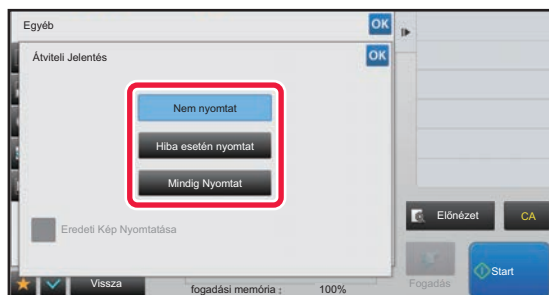 Egyéb
OK
Átviteli Jelentés
OK
Nem nyomtat
Hiba esetén nyomtat
Mindig Nyomtat
Eredeti Kép Nyomtatása
Előnézet
CA
Vissza
fogadási memória :
100%
Fogadás
Start